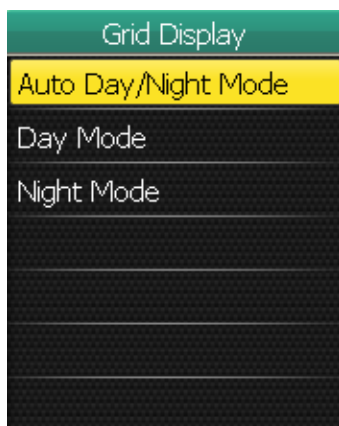 Grid Display
Auto Day/Night Mode
Day Mode
Night Mode